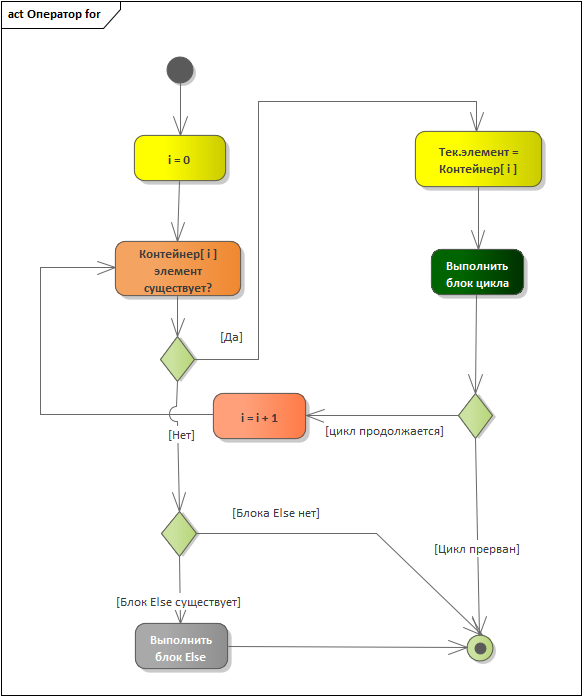 act Оператор for
i = 0
Тек.элемент =
Контейнер[ i ]
Контейнер[ i ]
элемент
существует?
Выполнить
блок цикла
[Да]
i = i + 1
[цикл продолжается]
[Нет]
[Блока Else нет]
[Цикл прерван]
[Блок Else существует]
Выполнить
блок Else